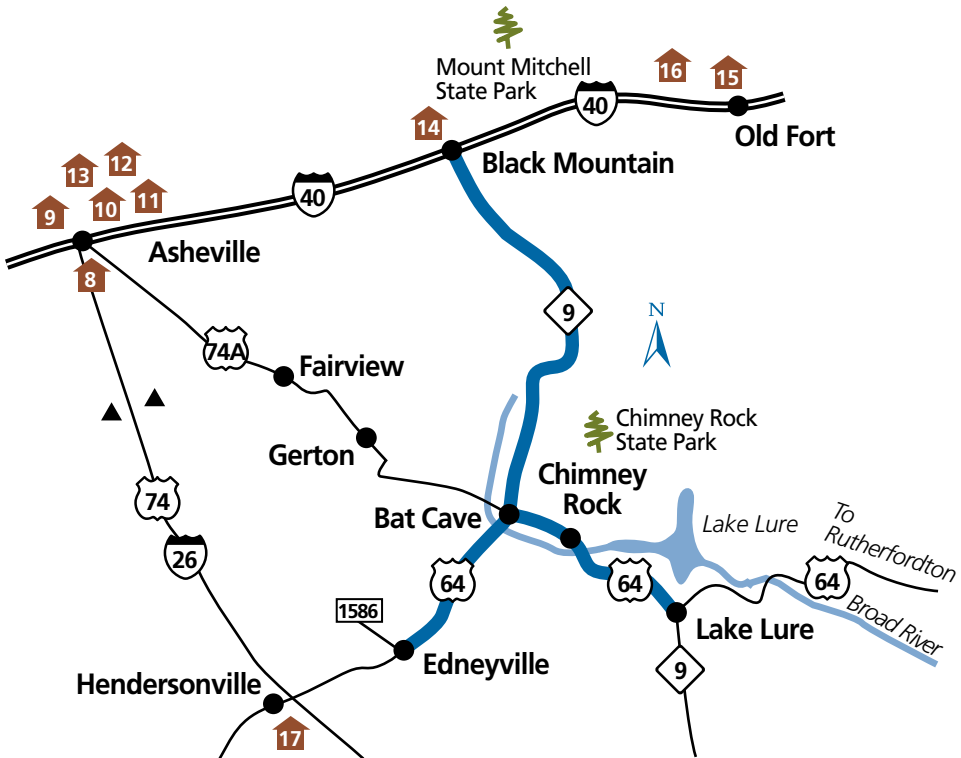 Mount Mitchell
State Park
16
15
40
14
Old Fort
Black Mountain
12
13
11
10
9
40
Asheville
8
9
N
74A
Fairview
Chimney Rock
State Park
Gerton
Chimney
Rock
74
Bat Cave
Lake Lure
To
Rutherfordton
26
64
64
64
1586
Broad River
Lake Lure
Edneyville
9
Hendersonville
17